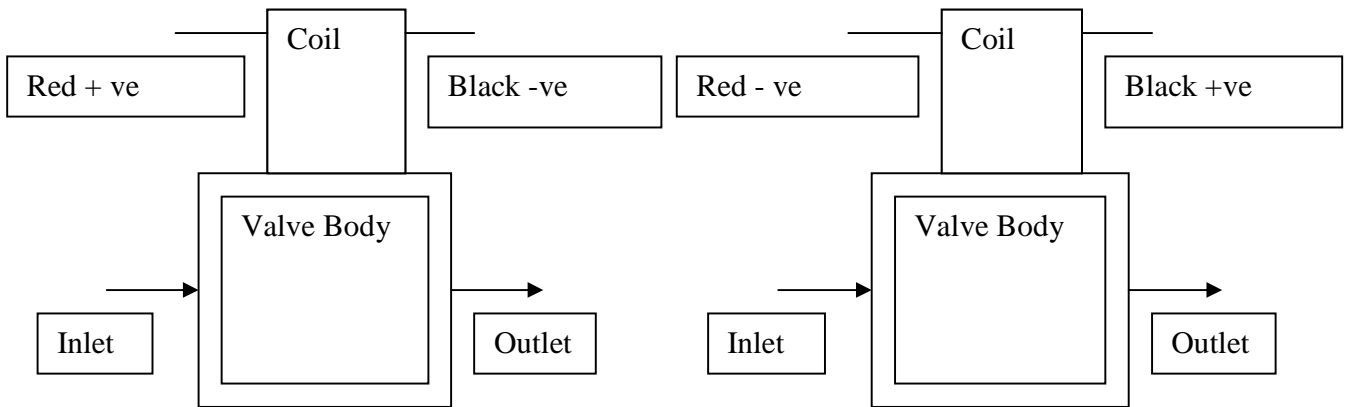 Coil
Red + ve
Black -ve
Valve Body
Inlet
Outlet
Coil
Red - ve
Black +ve
Valve Body
Inlet
Outlet